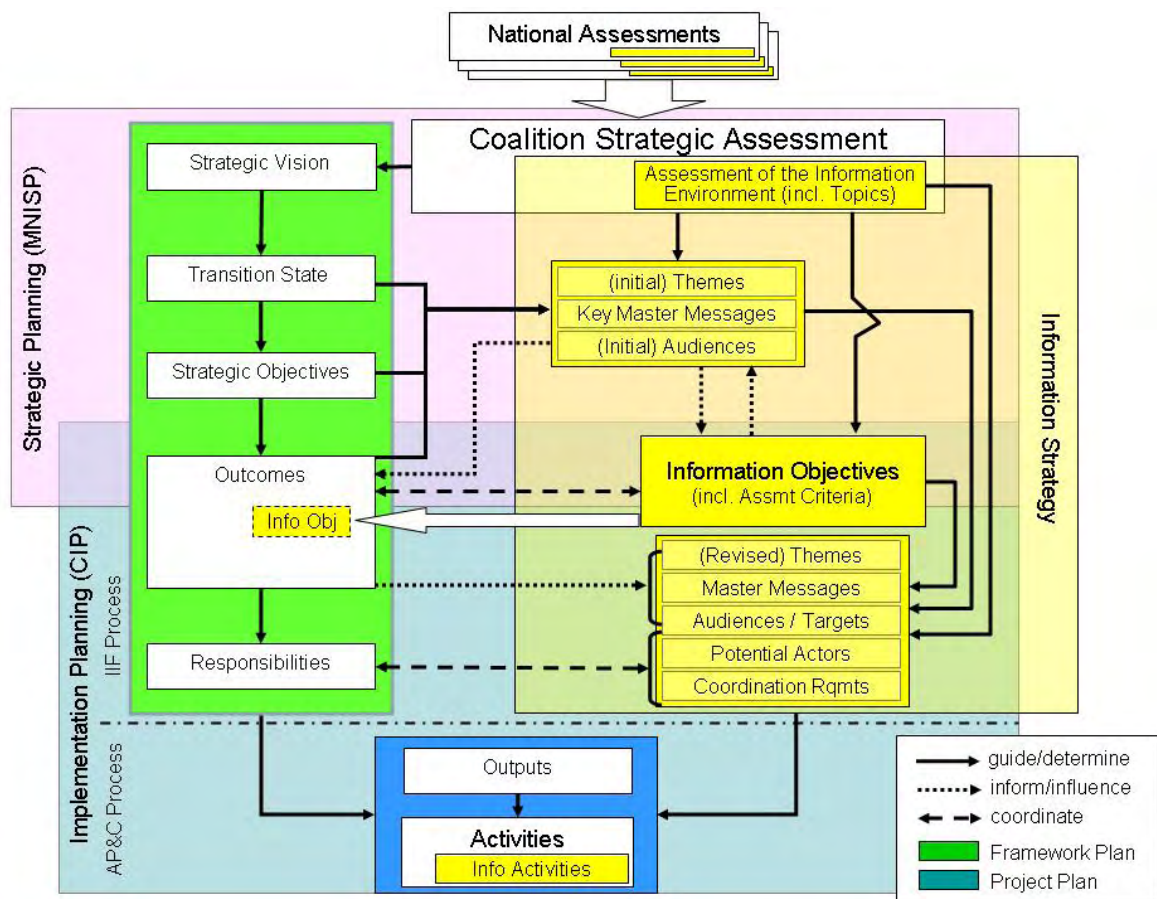 National Assessments
Coalition Strategic Assessment
Strategic Planning (MNISP)
Strategic Vision
Assessment of the Information
Environment (incl. Topics)
Transition State
(initial) Themes
Key Master Messages
(Initial) Audiences
Strategic Objectives
Information Strategy
Outcomes
Info Obj
Information Objectives
(incl. Assmt Criteria)
Implementation Planning (CIP)
IIF Process
(Revised) Themes
Master Messages
Audiences / Targets
Potential Actors
Coordination Rqmts
Responsibilities
AP&C Process
Outputs
Activities
Info Activities
guide/determine
inform/influence
coordinate
Framework Plan
Project Plan